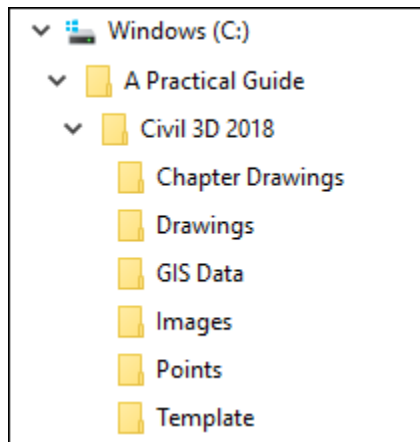 Windows (C:)
A Practical Guide
Civil 3D 2018
Chapter Drawings
Drawings
GIS Data
Images
Points
Template